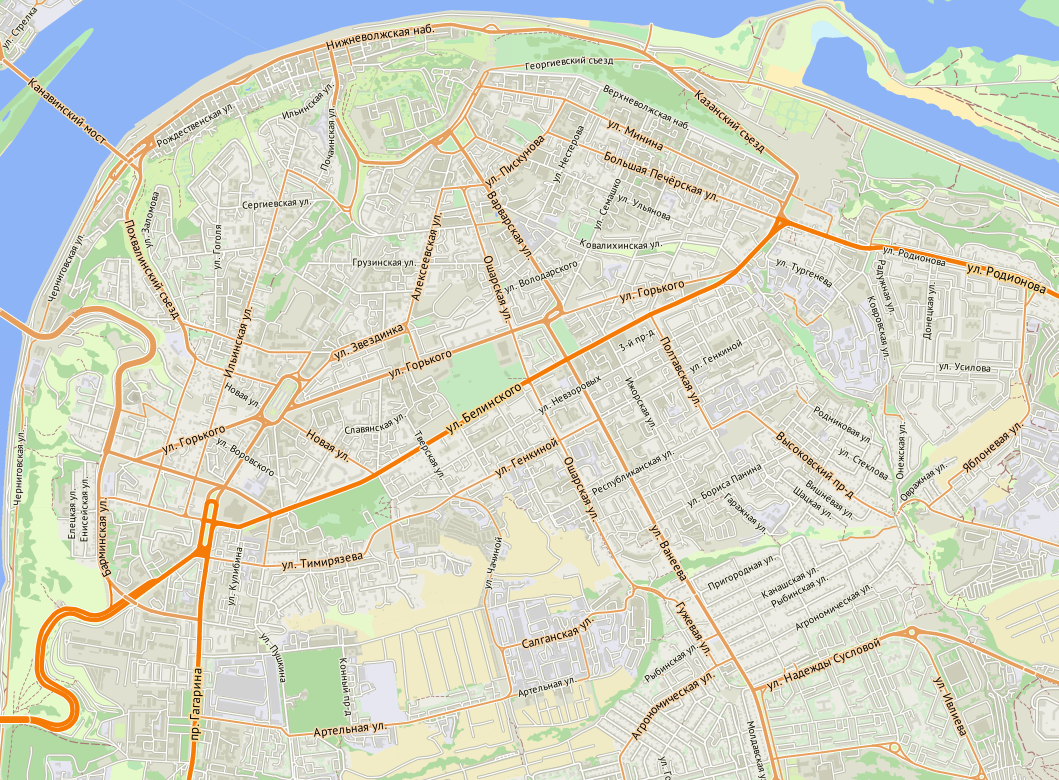 ул. Стрелка
Нижневолжская наб.
Георгиевский съезд
Канавинский мост
Рождественская ул.
Ильинская ул.
Почаинская ул.
Верхневолжская наб.
Казанский съезд
ул. Минина
ул. Пискунова
ул. Нестерова
Большая Печёрская ул.
ул. Семашко
ул. Ульянова
Варварская ул.
Сергиевская ул.
ул. Заломова
Похвалинский съезд
ул. Гоголя
Черниговская ул.
Алексеевская ул.
Грузинская ул.
Ошарская ул.
ул. Володарского
Ковалихинская ул.
ул. Родионова
ул. Родионова
ул. Тургенева
Радужная ул.
Ковровская ул.
Донецкая ул.
ул. Горького
Ильинская ул.
ул. Звездинка
ул. Горького
3-й пр-д
Полтавская ул.
ул. Генкиной
ул. Усилова
Новая ул.
ул. Белинского
ул. Невзоровых
Ижорская ул.
Славянская ул.
Тверская ул.
ул. Горького
ул. Воровского
Новая ул.
ул. Генкиной
Ошарская ул.
Республиканская ул.
Родниковая ул.
ул. Стеклова
Высоковский пр-д
Вишнёвая ул.
Шацкая ул.
ул. Бориса Панина
Гаражная ул.
Онежская ул.
Овражная ул.
Яблоневая ул.
Черниговская ул.
Елецкая ул.
Енисейская ул.
Барминская ул.
ул. Тимирязева
ул. Кулибина
ул. Чачиной
ул. Ванеева
Пригородная ул.
Канашская ул.
Рыбинская ул.
Агрономическая ул.
Гужевая ул.
Салганская ул.
ул. Пушкина
Конный пр-д
пр. Гагарина
Артельная ул.
Артельная ул.
Рыбинская ул.
Агрономическая ул.
ул. Надежды Сусловой
ул. Ивлиева